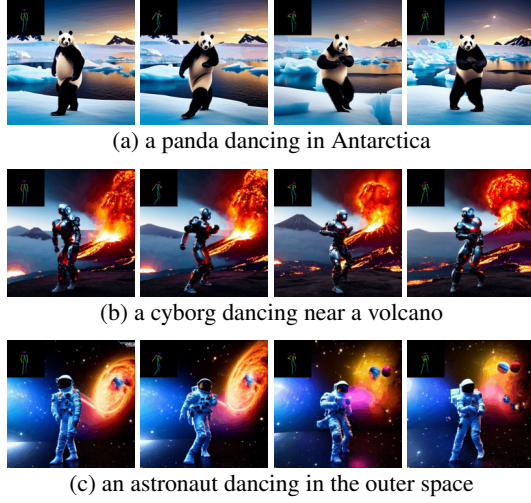 (a) a panda dancing in Antarctica
(b) a cyborg dancing near a volcano
(c) an astronaut dancing in the outer space